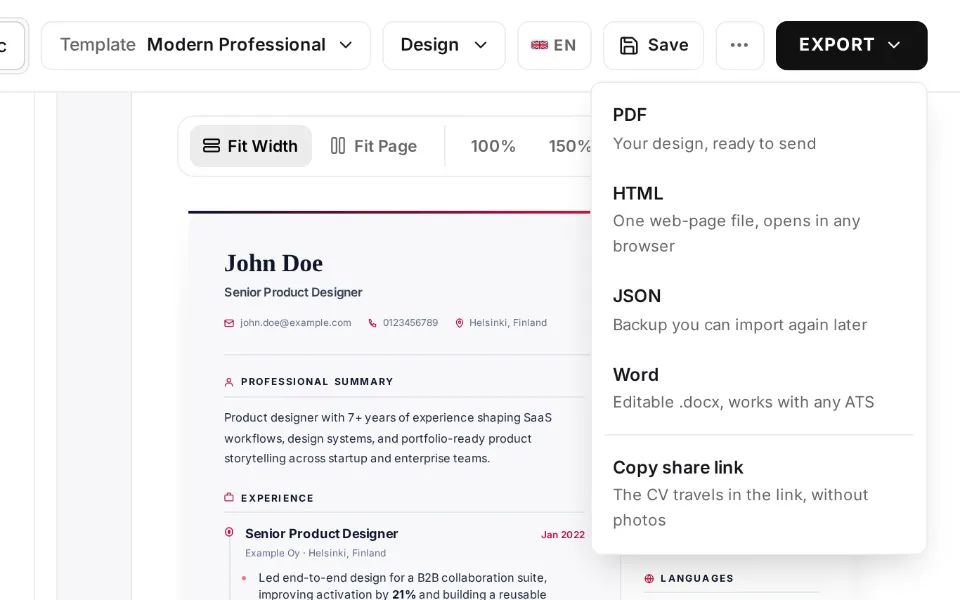 c
Template Modern Professional
Design
EN
Save
EXPORT
Fit Width
Fit Page
100%
150%
PDF
Your design, ready to send
HTML
One web-page file, opens in any
browser
JSON
Backup you can import again later
Word
Editable .docx, works with any ATS
Copy share link
The CV travels in the link, without
photos
John Doe
Senior Product Designer
john.doe@example.com 0123456789 Helsinki, Finland
PROFESSIONAL SUMMARY
Product designer with 7+ years of experience shaping SaaS
workflows, design systems, and portfolio-ready product
storytelling across startup and enterprise teams.
EXPERIENCE
Senior Product Designer Jan 2022
Example Oy · Helsinki, Finland
Led end-to-end design for a B2B collaboration suite,
improving activation by 21% and building a reusable
LANGUAGES